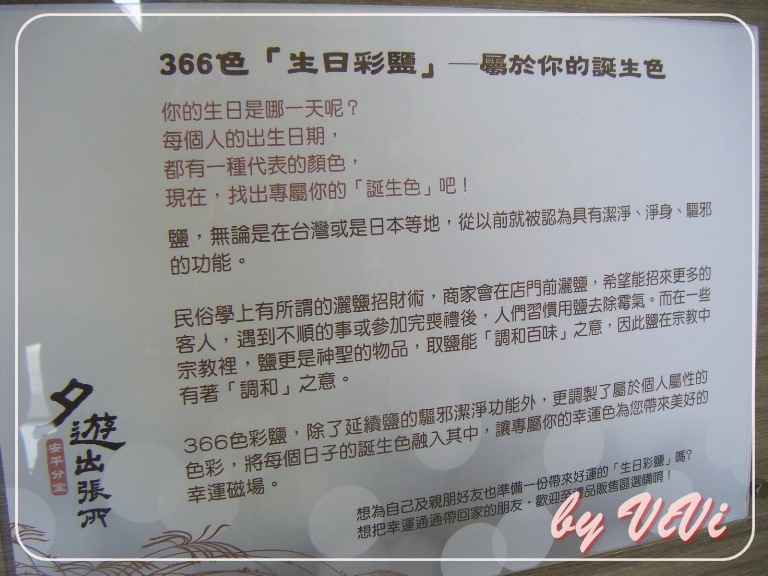 366色「生日彩鹽」—屬於你的誕生色
你的生日是哪一天呢？
每個人的出生日期，
都有一種代表的顏色，
現在，找出專屬你的「誕生色」吧！
鹽，無論是在台灣或是日本等地，從以前就被認為具有潔淨、淨身、驅邪
的功能。
民俗學上有所謂的灑鹽招財術，商家會在店門前灑鹽，希望能招來更多的
客人，遇到不順的事或參加完喪禮後，人們習慣用鹽去除霉氣。而在一些
宗教裡，鹽更是神聖的物品，取鹽能「調和百味」之意，因此鹽在宗教中
有著「調和」之意。
366色彩鹽，除了延續鹽的驅邪潔淨功能外，更調製了屬於個人屬性的
色彩，將每個日子的誕生色融入其中，讓專屬你的幸運色為您帶來美好的
幸運磁場。
想為自己及親朋好友也準備一份帶來好運的「生日彩鹽」嗎？
想把幸運通通帶回家的朋友，歡迎至禮品販售區選購唷！
夕遊出張所
安平分室
by ViVi